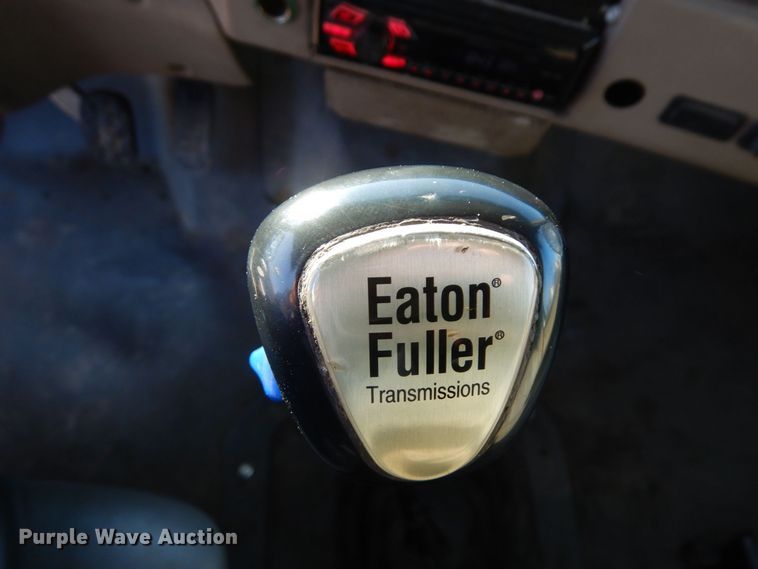 Eaton®
Fuller®
Transmissions
Purple Wave Auction